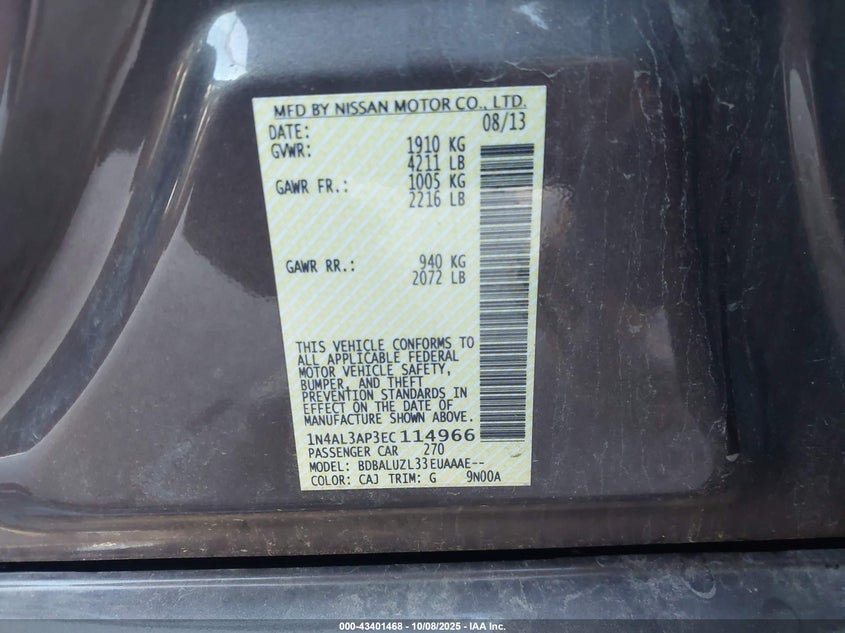 MFD BY NISSAN MOTOR CO., LTD.
DATE: 08/13
GVWR: 1910 KG
4211 LB
GAWR FR.: 1005 KG
2216 LB
GAWR RR.: 940 KG
2072 LB
THIS VEHICLE CONFORMS TO
ALL APPLICABLE FEDERAL
MOTOR VEHICLE SAFETY,
BUMPER, AND THEFT
PREVENTION STANDARDS IN
EFFECT ON THE DATE OF
MANUFACTURE SHOWN ABOVE.
1N4AL3AP3EC114966
PASSENGER CAR 270
MODEL: BDBALUZL33EUAAAE--
COLOR: CAJ TRIM: G 9N00A
000-43401468 - 10/08/2025 - IAA Inc.